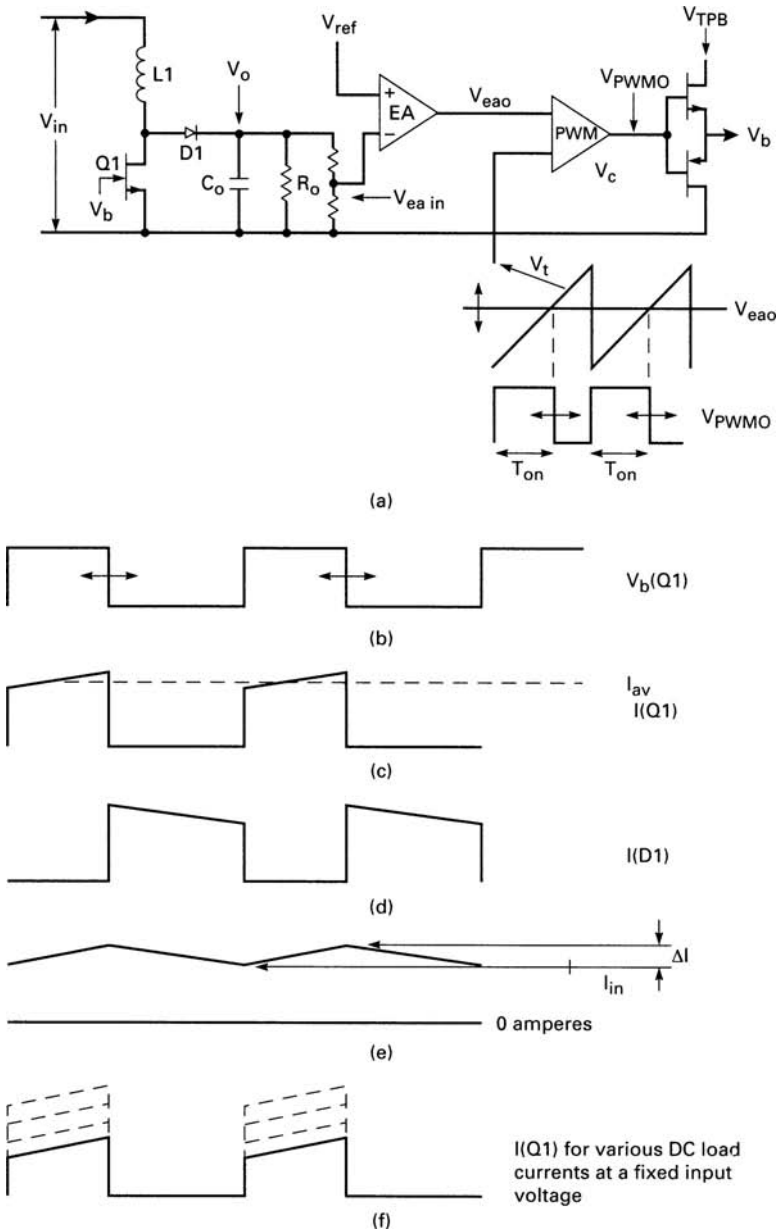 V_TPB
V_ref
L1
V_o
V_PWMO
V_in
+
EA
−
V_eao
PWM
V_b
D1
Q1
C_o
R_o
V_c
V_b
V_ea in
V_t
V_eao
V_PWMO
T_on T_on
(a)
V_b(Q1)
(b)
I_av
I(Q1)
(c)
I(D1)
(d)
ΔI
I_in
0 amperes
(e)
I(Q1) for various DC load
currents at a fixed input
voltage
(f)